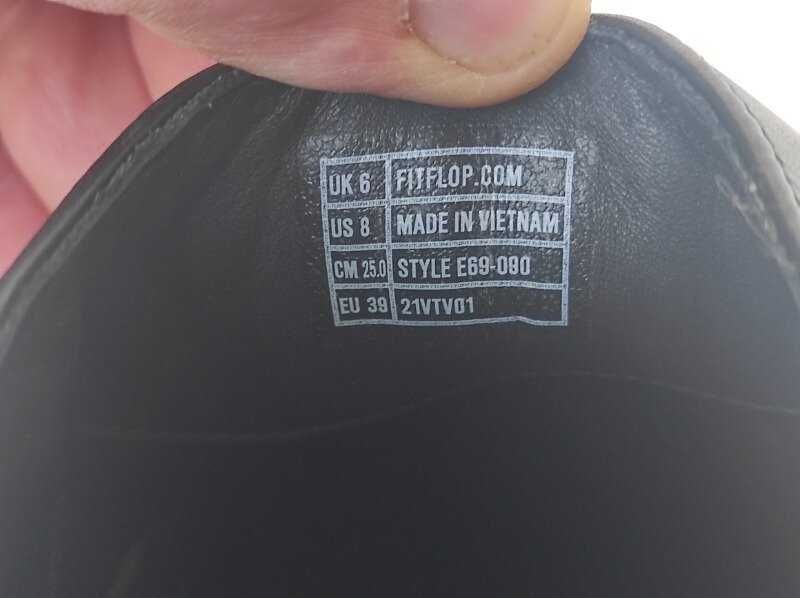 UK 6 FITFLOP.COM
US 8 MADE IN VIETNAM
CM 25.0 STYLE E69-090
EU 39 21VTV01